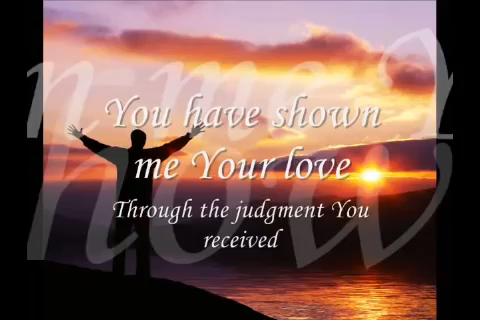 You have shown
me Your love
Through the judgment You
received